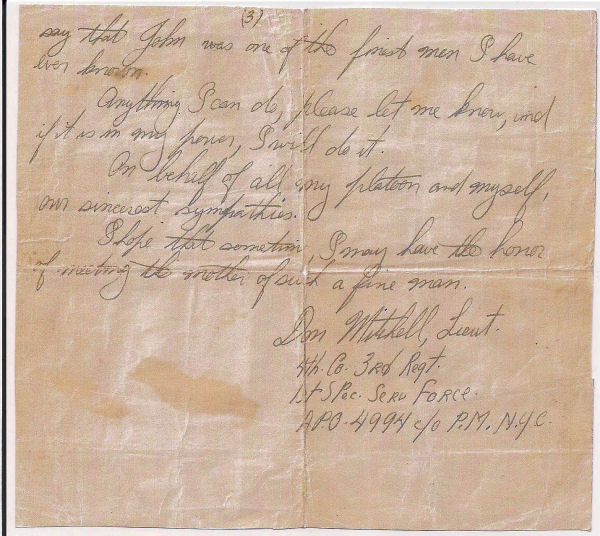 (3)
say that John was one of the finest men I have
ever known.
Anything I can do, please let me know, and
if it is in my power, I will do it.
On behalf of all my platoon and myself,
our sincerest sympathies.
I hope that sometime, I may have the honor
of meeting the mother of such a fine man.
Don Mitchell, Lieut.
4th. Co. 3rd Regt.
1st Spec. Serv Force.
A.P.O. 4994 c/o P.M. N.Y.C.